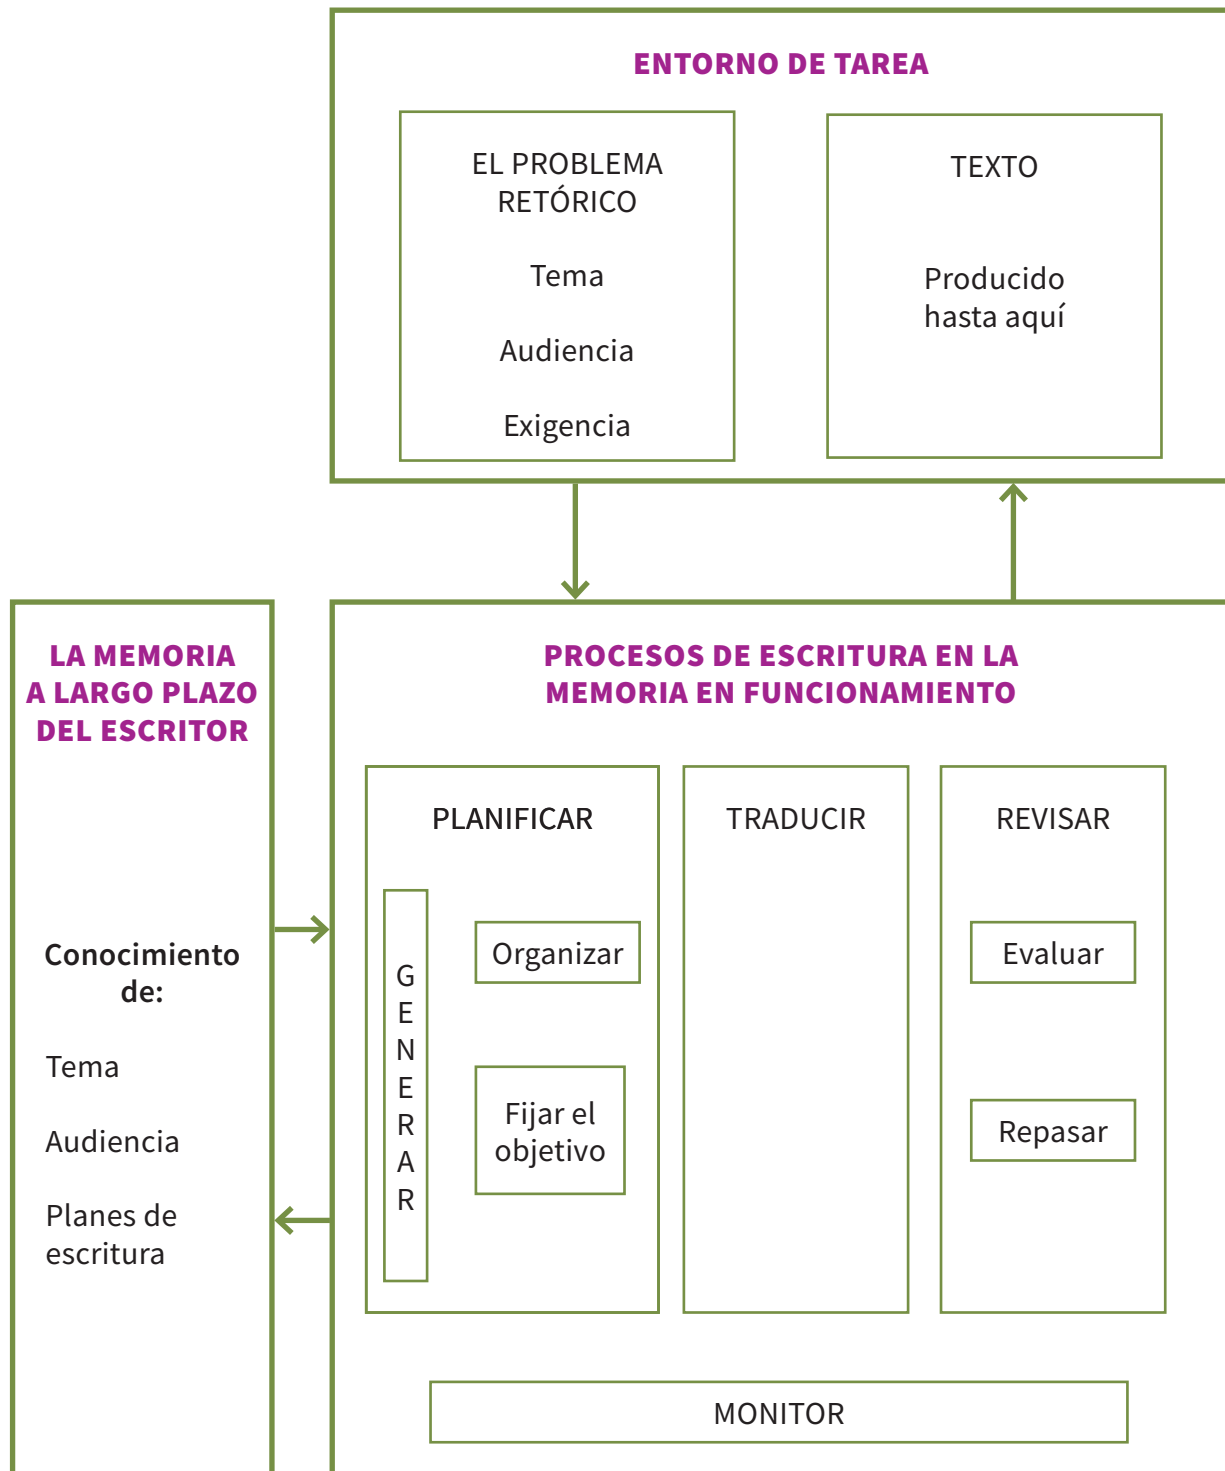 ENTORNO DE TAREA
EL PROBLEMA
RETÓRICO
Tema
Audiencia
Exigencia
TEXTO
Producido
hasta aquí
LA MEMORIA
A LARGO PLAZO
DEL ESCRITOR
Conocimiento
de:
Tema
Audiencia
Planes de
escritura
PROCESOS DE ESCRITURA EN LA
MEMORIA EN FUNCIONAMIENTO
PLANIFICAR
GENERAR
Organizar
Fijar el
objetivo
TRADUCIR
REVISAR
Evaluar
Repasar
MONITOR